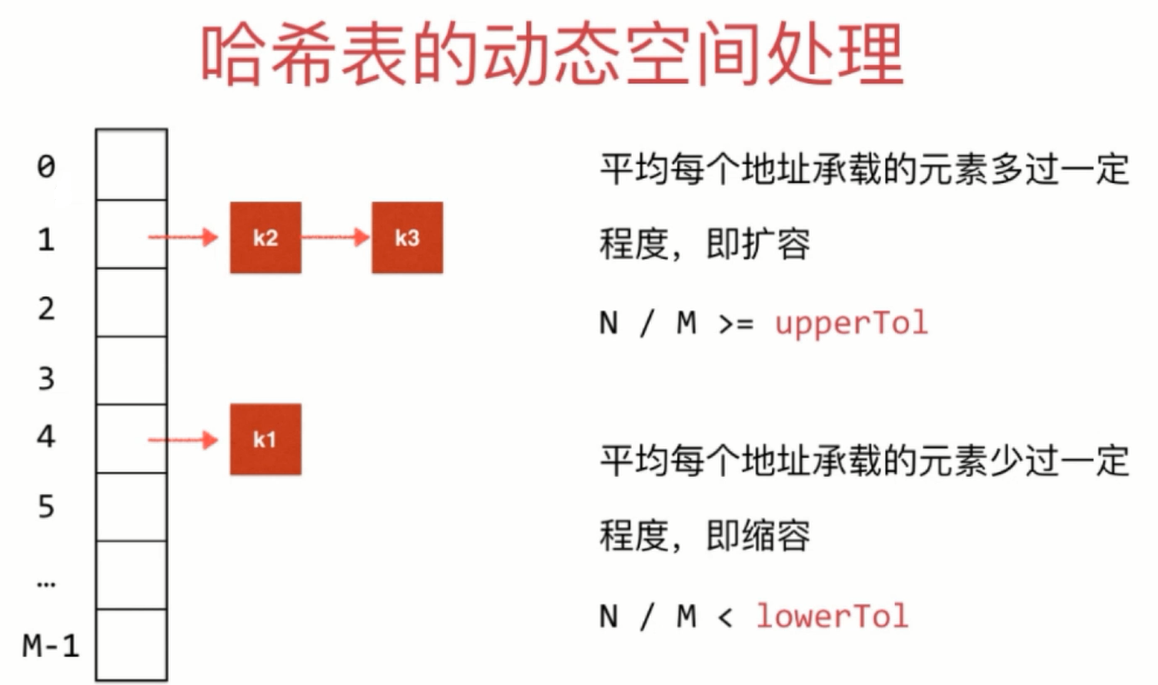 哈希表的动态空间处理
0
1
k2
k3
2
3
4
k1
5
…
M-1
平均每个地址承载的元素多过一定
程度，即扩容
N / M >= upperTol
平均每个地址承载的元素少过一定
程度，即缩容
N / M < lowerTol